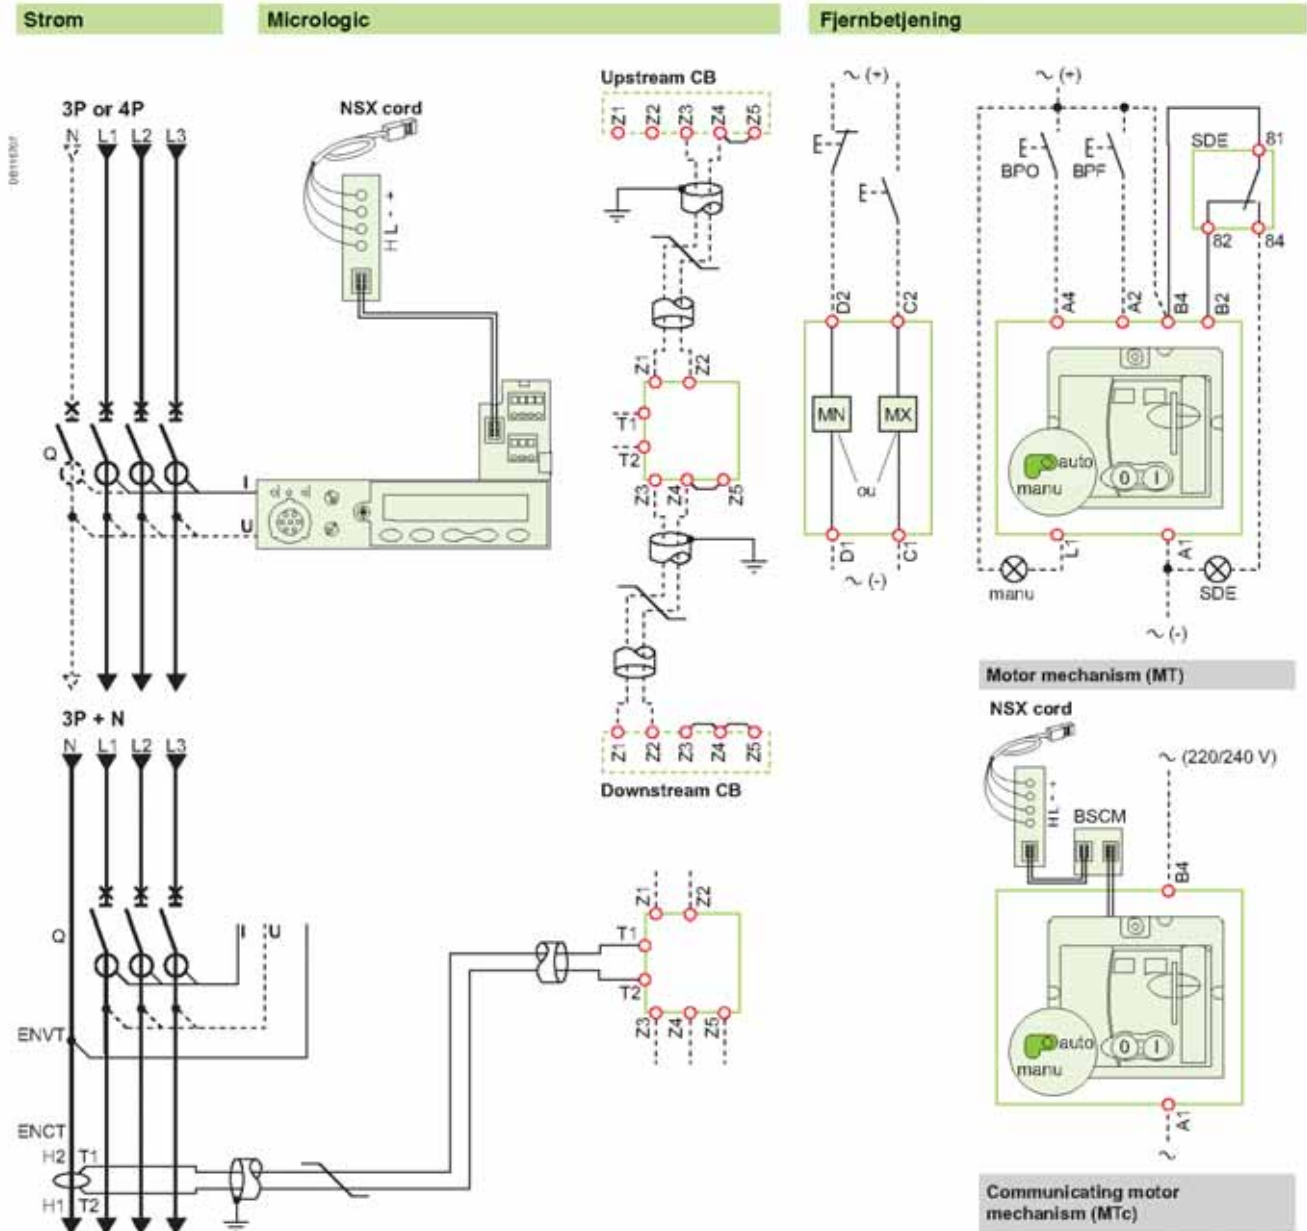 Strøm
Micrologic
Fjernbetjening
3P or 4P
N L1 L2 L3
DB115707
Q
I
U
NSX cord
H L - +
Upstream CB
Z1 Z2 Z3 Z4 Z5
Z1 Z2
T1
T2
Z3 Z4 Z5
Z1 Z2 Z3 Z4 Z5
Downstream CB
~ (+)
E
E
D2 C2
MN MX
ou
D1 C1
~ (-)
~ (+)
E BPO
E BPF
SDE
81
82 84
A4 A2 B4 B2
auto
manu
0 I
L1 A1
manu
SDE
~ (-)
Motor mechanism (MT)
3P + N
N L1 L2 L3
Q
I U
ENVT
ENCT
H2 T1
H1 T2
Z1 Z2
T1
T2
Z3 Z4 Z5
NSX cord
H L - +
BSCM
~ (220/240 V)
B4
auto
manu
0 I
A1
~
Communicating motor
mechanism (MTc)